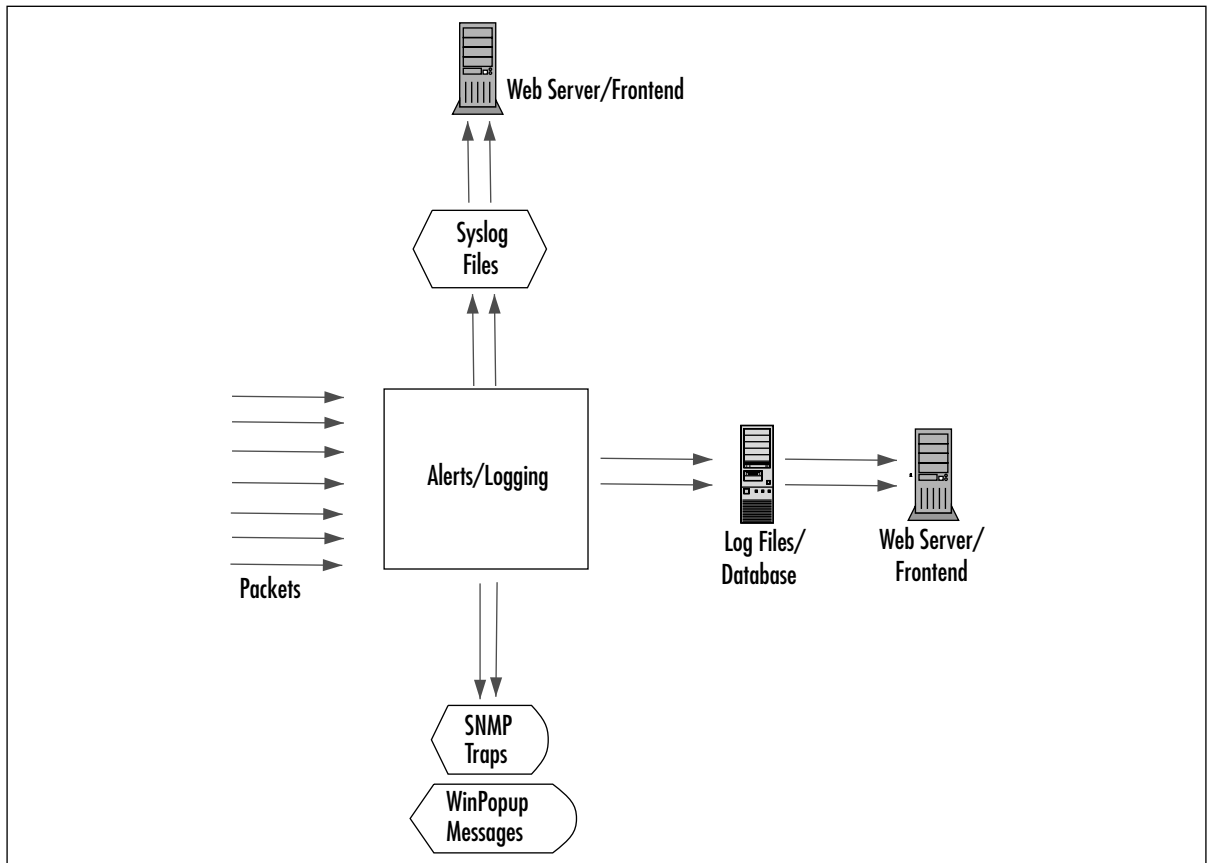 Web Server/Frontend
Syslog
Files
Alerts/Logging
Packets
Log Files/
Database
Web Server/
Frontend
SNMP
Traps
WinPopup
Messages